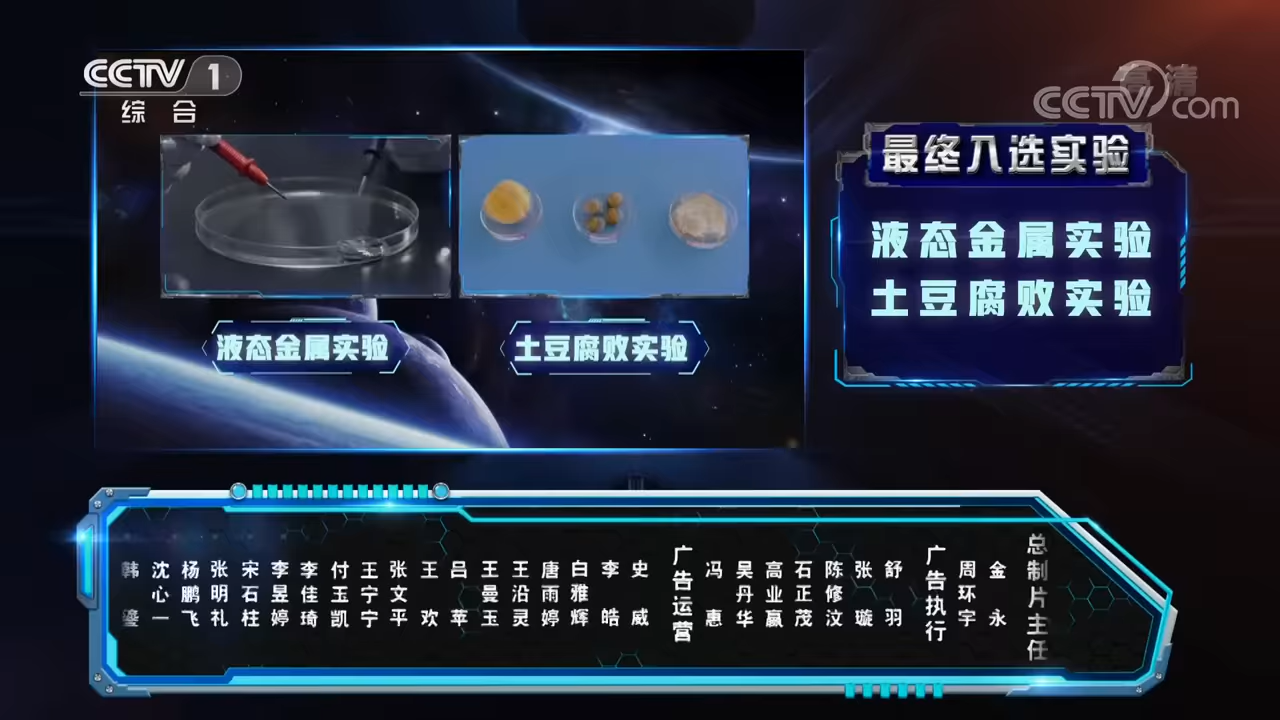 CCTV 1
综合
高清
CCTV.com
最终入选实验
液态金属实验
土豆腐败实验
液态金属实验
土豆腐败实验
韩鎏
沈心一
杨鹏飞
张明礼
宋石柱
李昱婷
李佳琦
付玉凯
王宁宁
张文平
王欢
吕苹
王曼玉
王沿灵
唐雨婷
白雅辉
李皓
史威
广告运营
冯惠
吴丹华
高业赢
石正茂
陈修汶
张璇
舒羽
广告执行
周环宇
金永
总制片主任